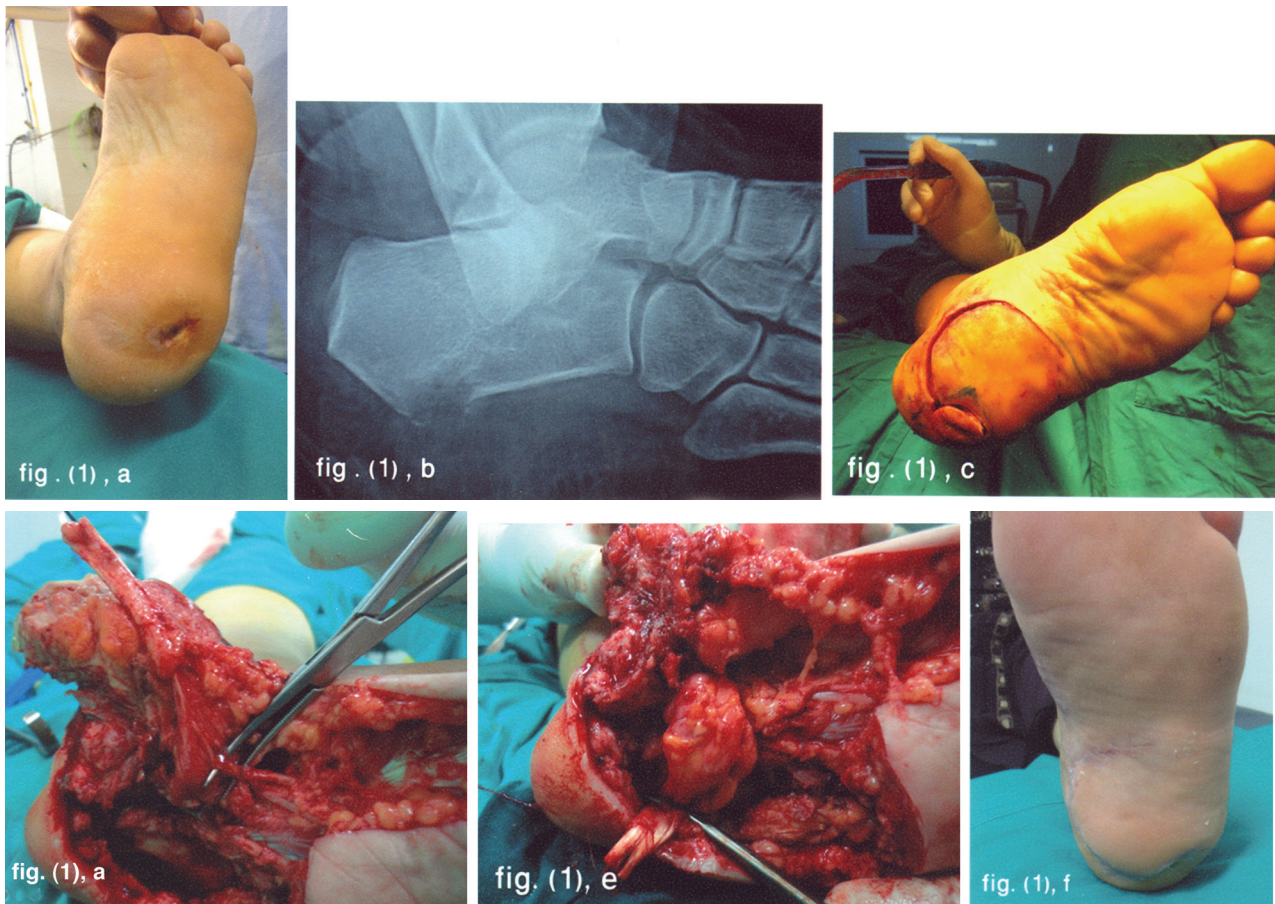 fig . (1) , a
fig . (1) , b
fig . (1) , c
fig. (1), a
fig. (1), e
fig. (1), f